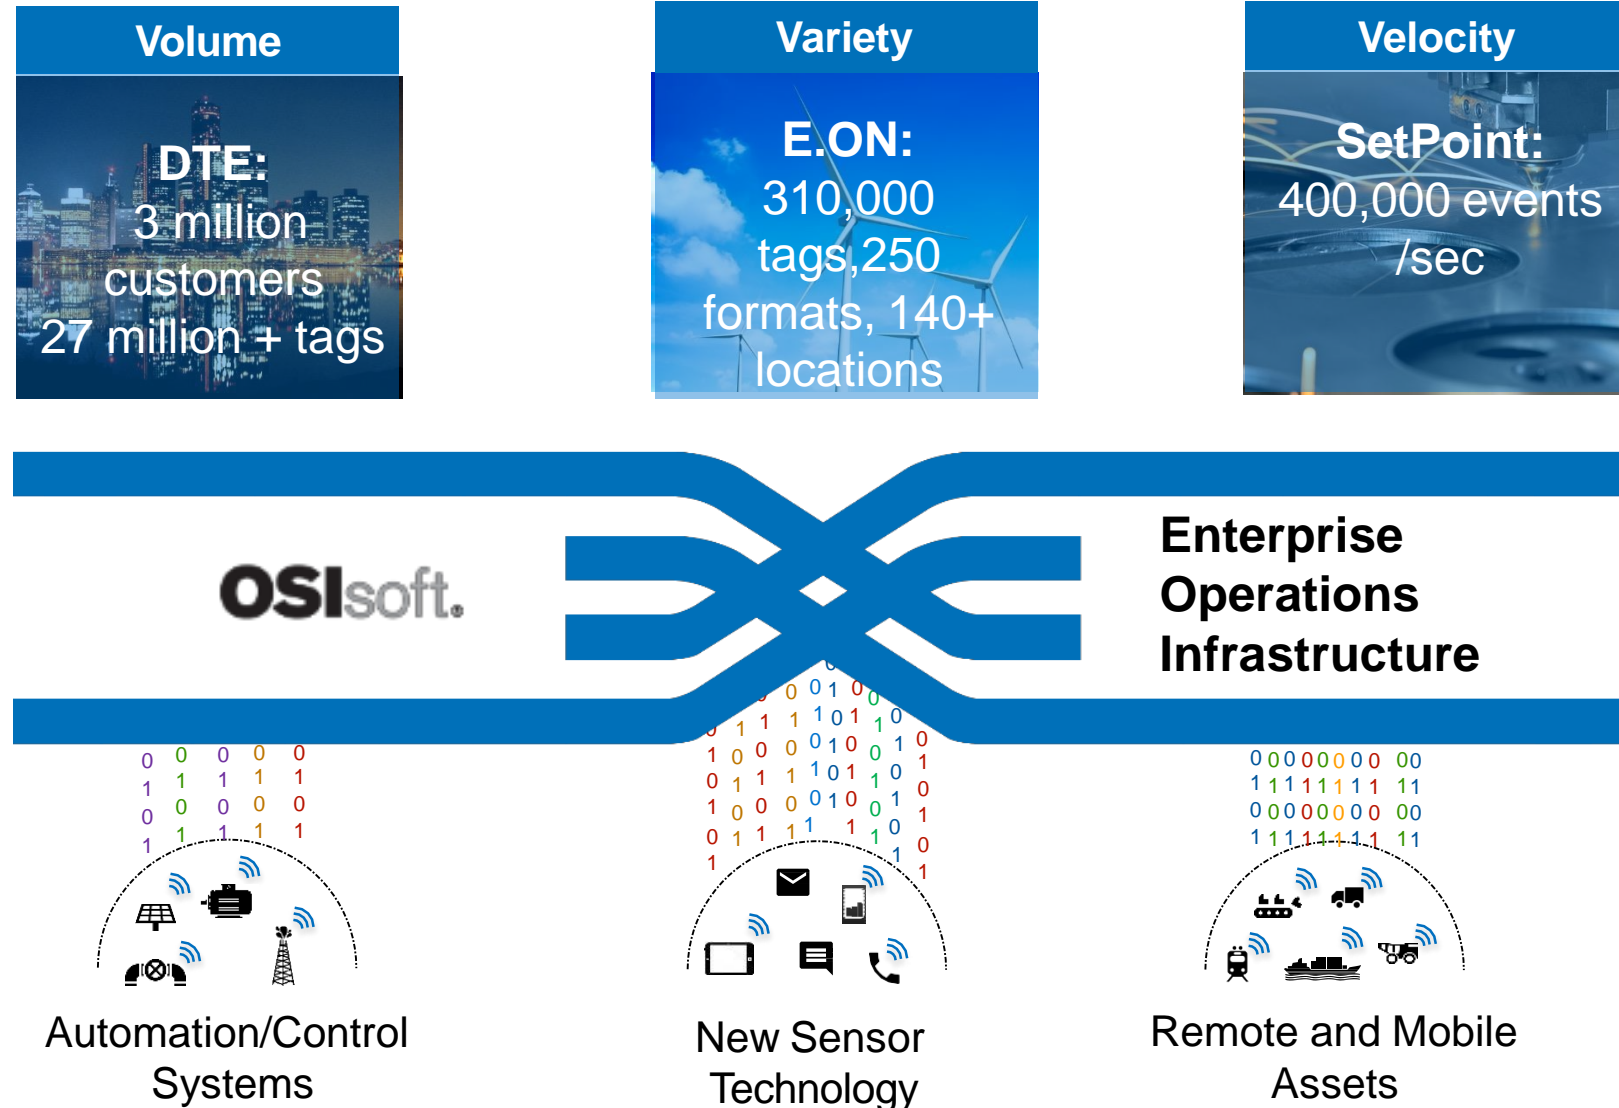 Volume
DTE:
3 million
customers
27 million + tags
Variety
E.ON:
310,000
tags,250
formats, 140+
locations
Velocity
SetPoint:
400,000 events
/sec
OSIsoft.®
Enterprise
Operations
Infrastructure
Automation/Control
Systems
New Sensor
Technology
Remote and Mobile
Assets